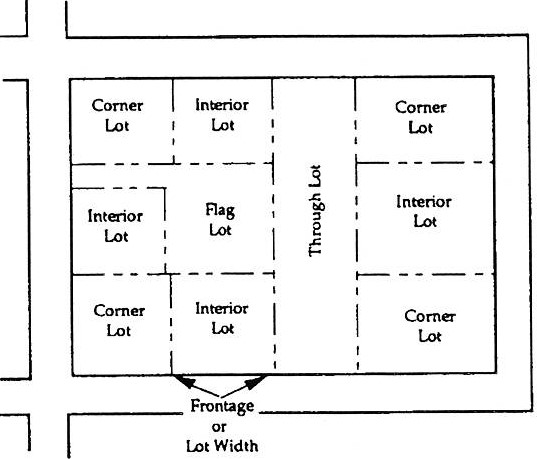 Corner
Lot
Interior
Lot
Through Lot
Corner
Lot
Interior
Lot
Flag
Lot
Interior
Lot
Corner
Lot
Interior
Lot
Corner
Lot
Frontage
or
Lot Width